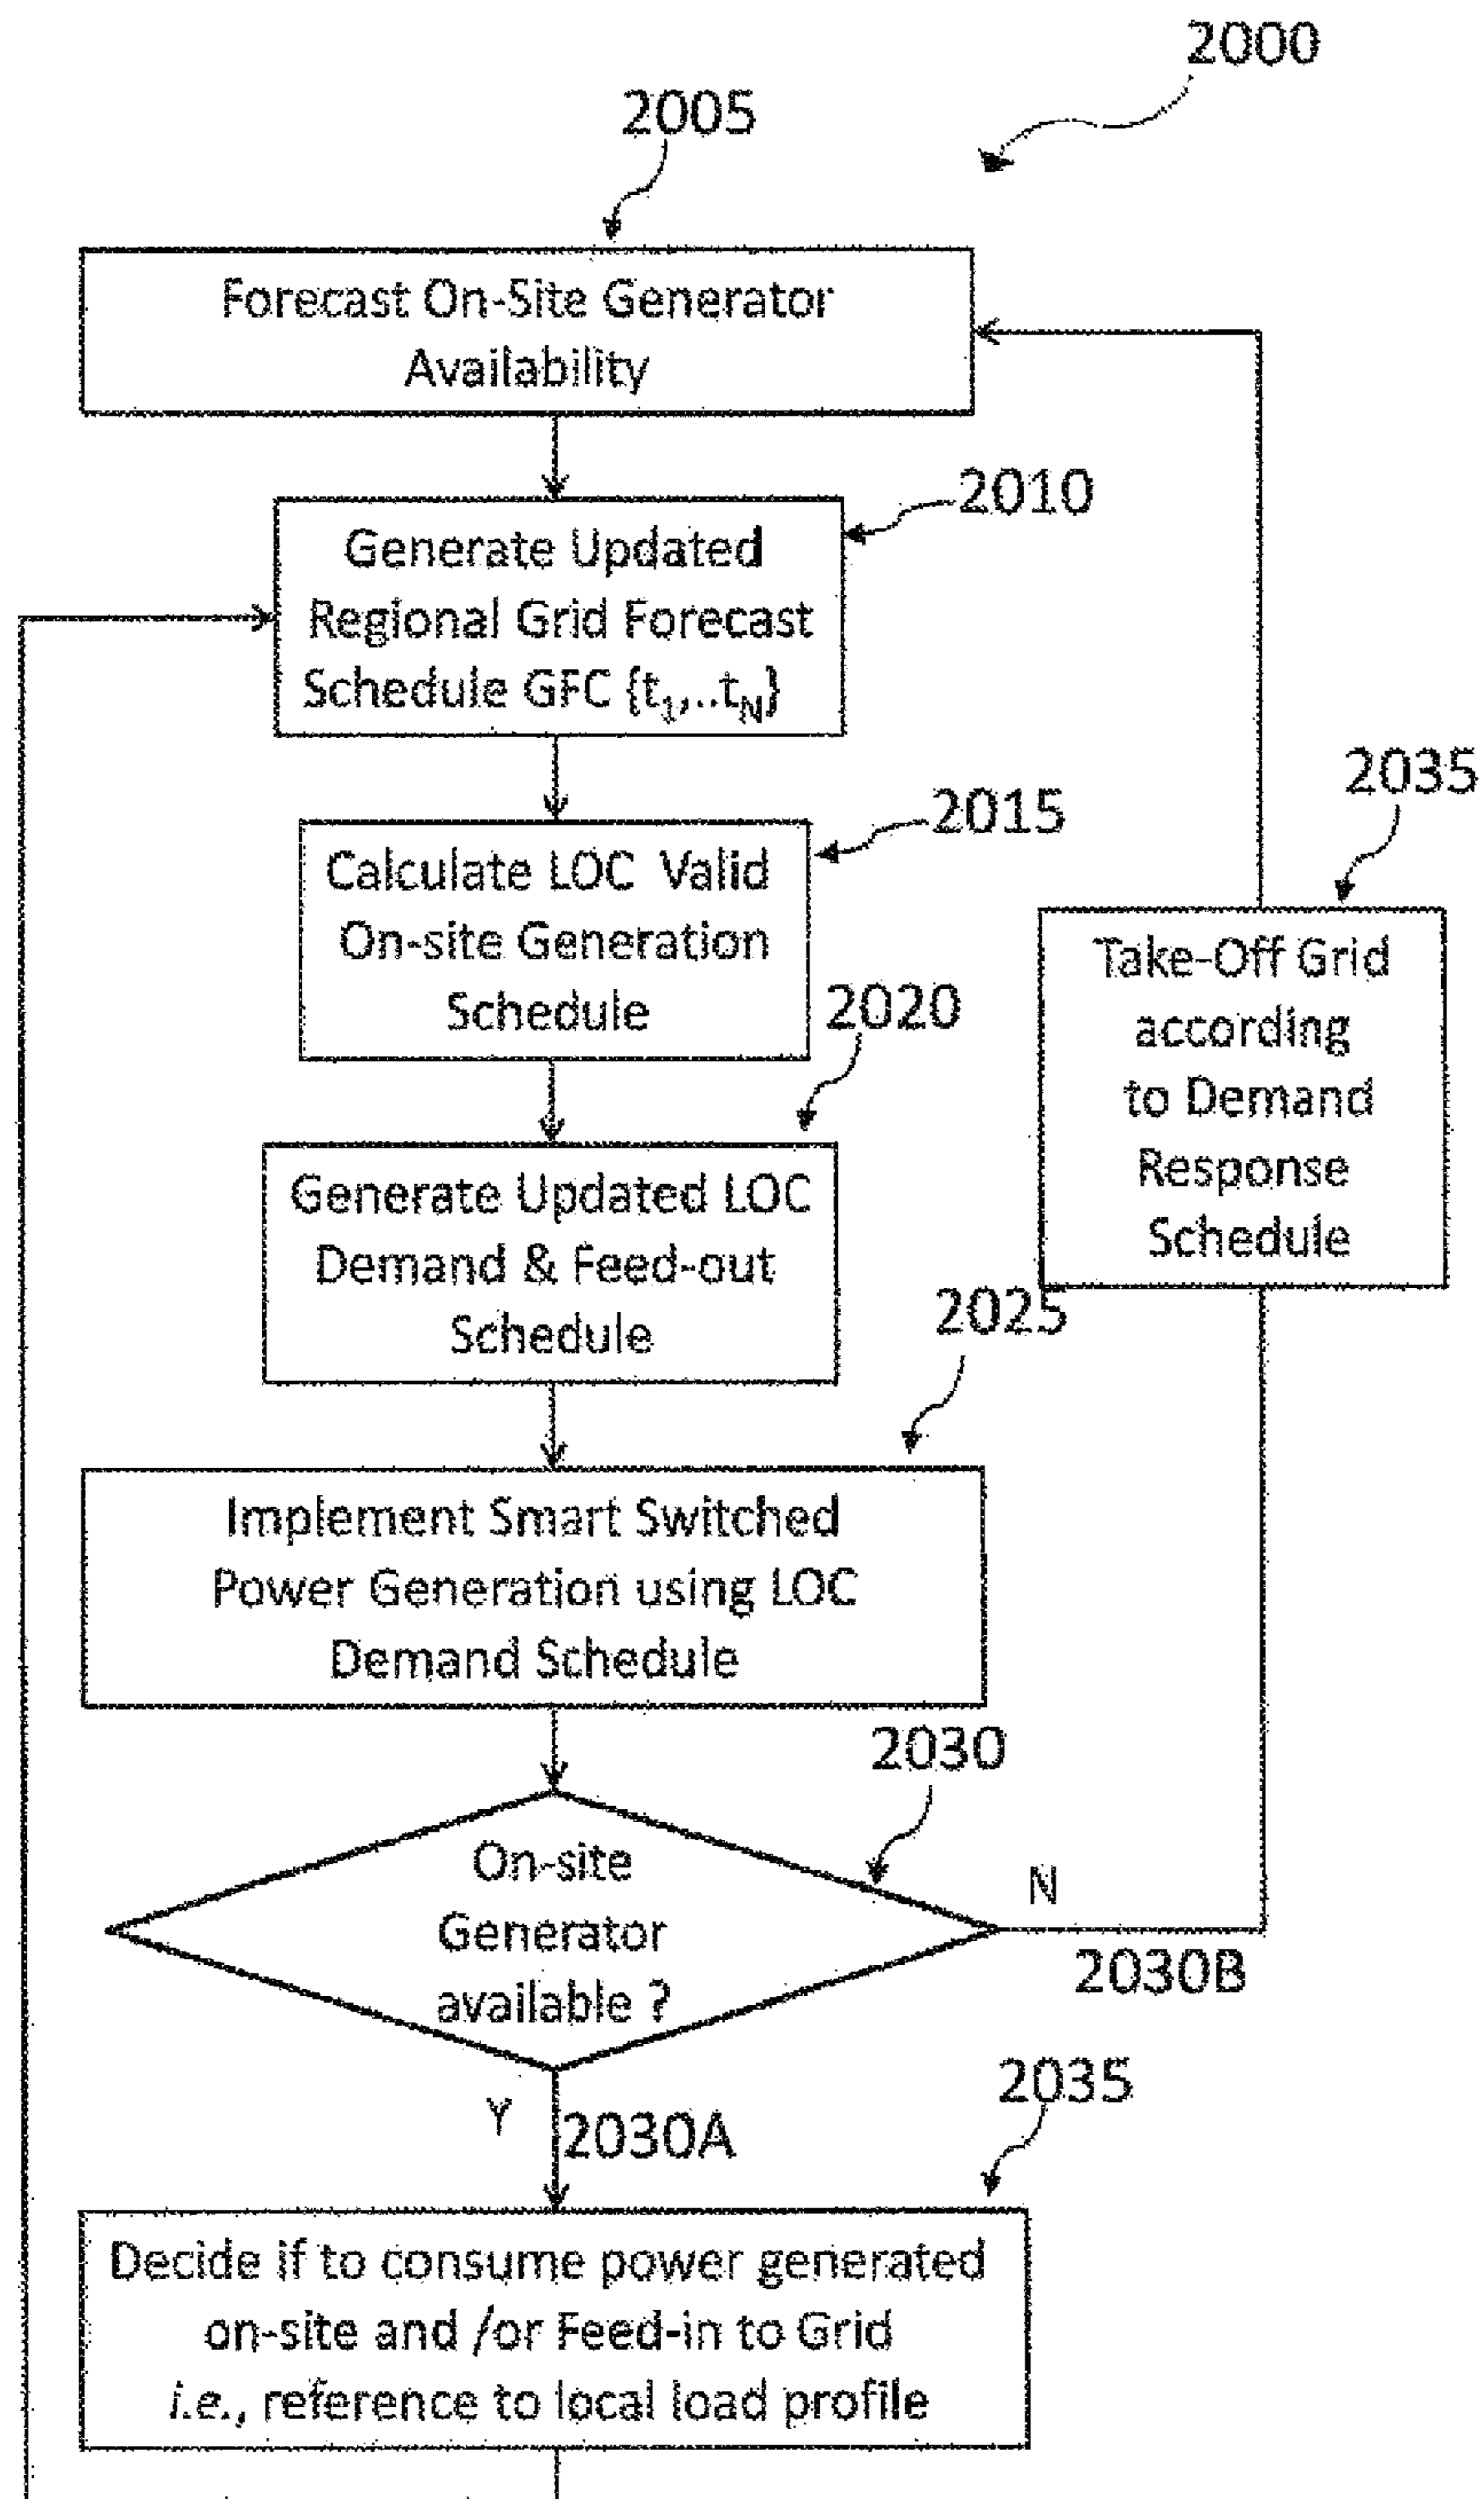 2000
2005
Forecast On-Site Generator
Availability
2010
Generate Updated
Regional Grid Forecast
Schedule GFC {t1,..tN}
2015
Calculate LOC Valid
On-site Generation
Schedule
2035
Take-Off Grid
according
to Demand
Response
Schedule
2020
Generate Updated LOC
Demand & Feed-out
Schedule
2025
Implement Smart Switched
Power Generation using LOC
Demand Schedule
2030
On-site
Generator
available ?
N
2030B
Y
2030A
2035
Decide if to consume power generated
on-site and /or Feed-in to Grid
i.e., reference to local load profile